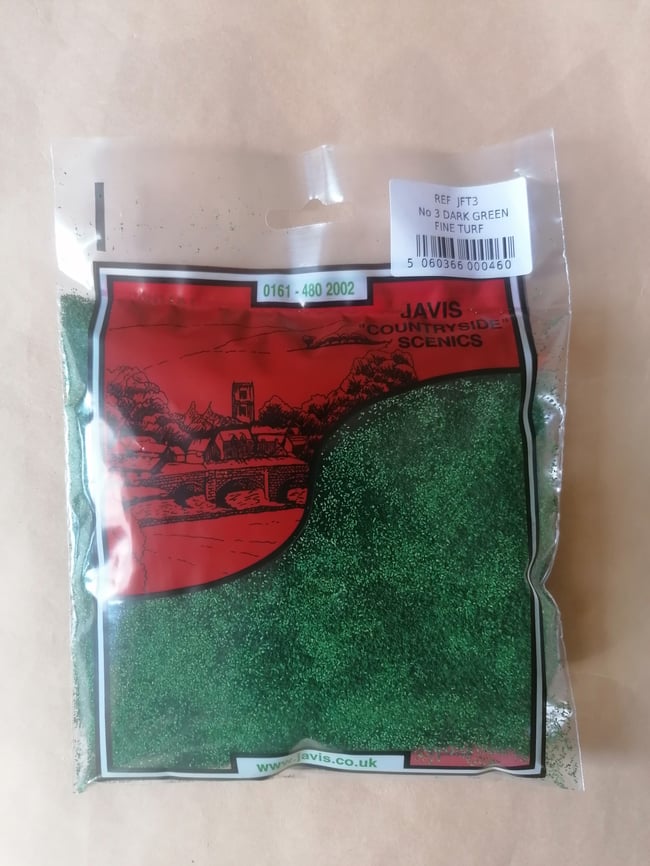 REF JFT3
No 3 DARK GREEN
FINE TURF
5 060366 000460
0161 - 480 2002
JAVIS
"COUNTRYSIDE"
SCENICS
www.javis.co.uk